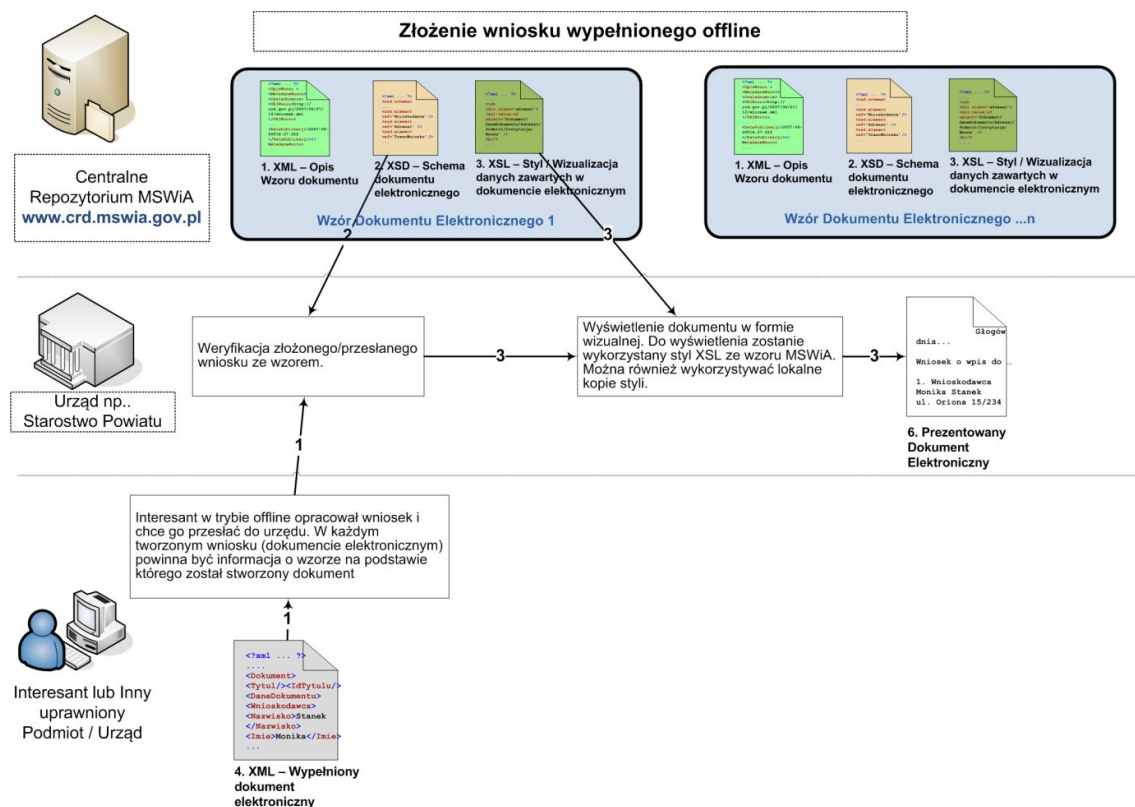 Złożenie wniosku wypełnionego offline
Centralne
Repozytorium MSWiA
www.crd.mswia.gov.pl
1. XML – Opis
Wzoru dokumentu
2. XSD – Schema
dokumentu
elektronicznego
3. XSL – Styl / Wizualizacja
danych zawartych w
dokumencie elektronicznym
Wzór Dokumentu Elektronicznego 1
1. XML – Opis
Wzoru dokumentu
2. XSD – Schema
dokumentu
elektronicznego
3. XSL – Styl / Wizualizacja
danych zawartych w
dokumencie elektronicznym
Wzór Dokumentu Elektronicznego ...n
2
3
Urząd np..
Starostwo Powiatu
Weryfikacja złożonego/przesłanego
wniosku ze wzorem.
3
Wyświetlenie dokumentu w formie
wizualnej. Do wyświetlenia zostanie
wykorzystany styl XSL ze wzoru MSWiA.
Można również wykorzystywać lokalne
kopie styli.
3
Głogów
dnia...
Wniosek o wpis do ..
1. Wnioskodawca
Monika Stanek
ul. Oriona 15/234
6. Prezentowany
Dokument
Elektroniczny
1
Interesant w trybie offline opracował wniosek i
chce go przesłać do urzędu. W każdym
tworzonym wniosku (dokumencie elektronicznym)
powinna być informacja o wzorze na podstawie
którego został stworzony dokument
1
Interesant lub Inny
uprawniony
Podmiot / Urząd
<?xml ... ?>
....
<Dokument>
<Tytul/><IdTytulu/>
<DaneDokumentu>
<Wnioskodawca>
<Nazwisko>Stanek
</Nazwisko>
<Imie>Monika</Imie>
...
4. XML – Wypełniony
dokument
elektroniczny